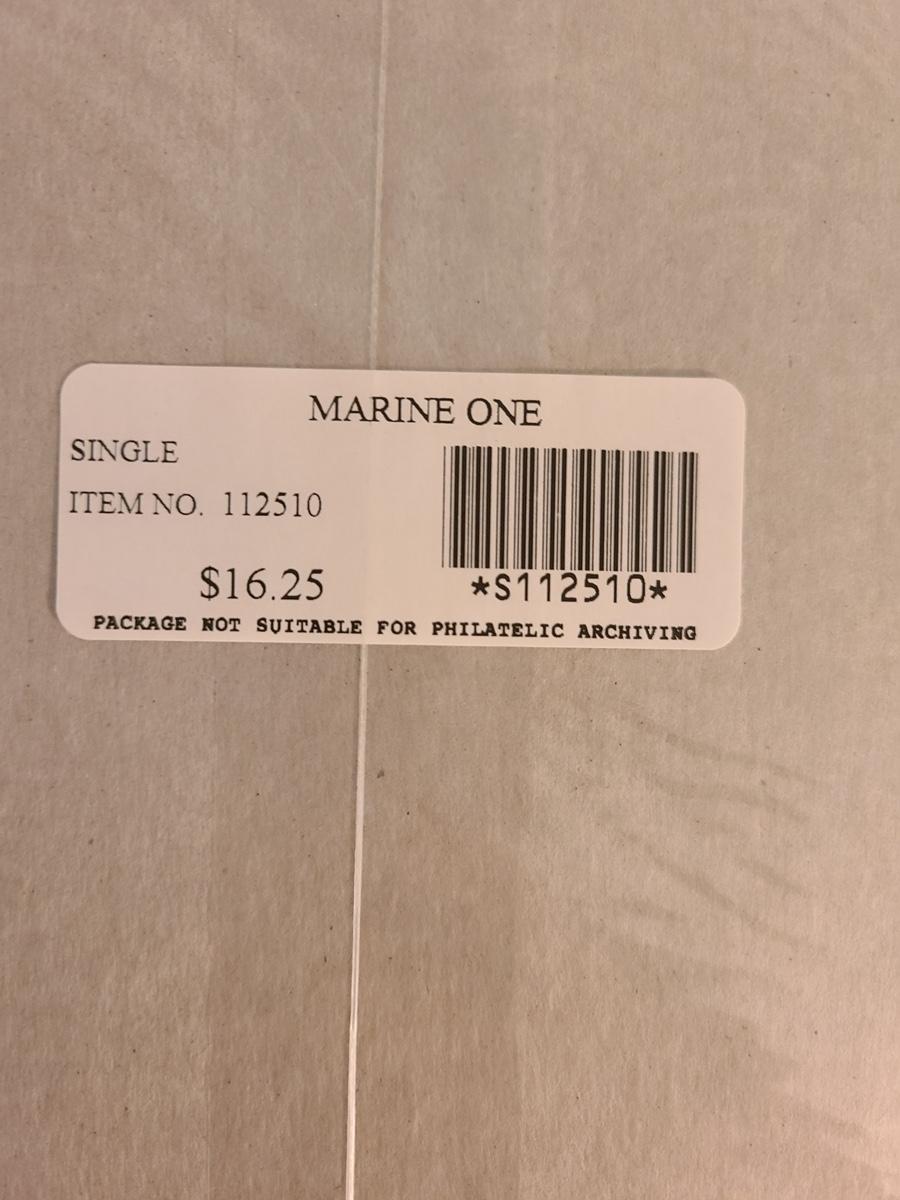 MARINE ONE
SINGLE
ITEM NO. 112510
$16.25
*S112510*
PACKAGE NOT SUITABLE FOR PHILATELIC ARCHIVING